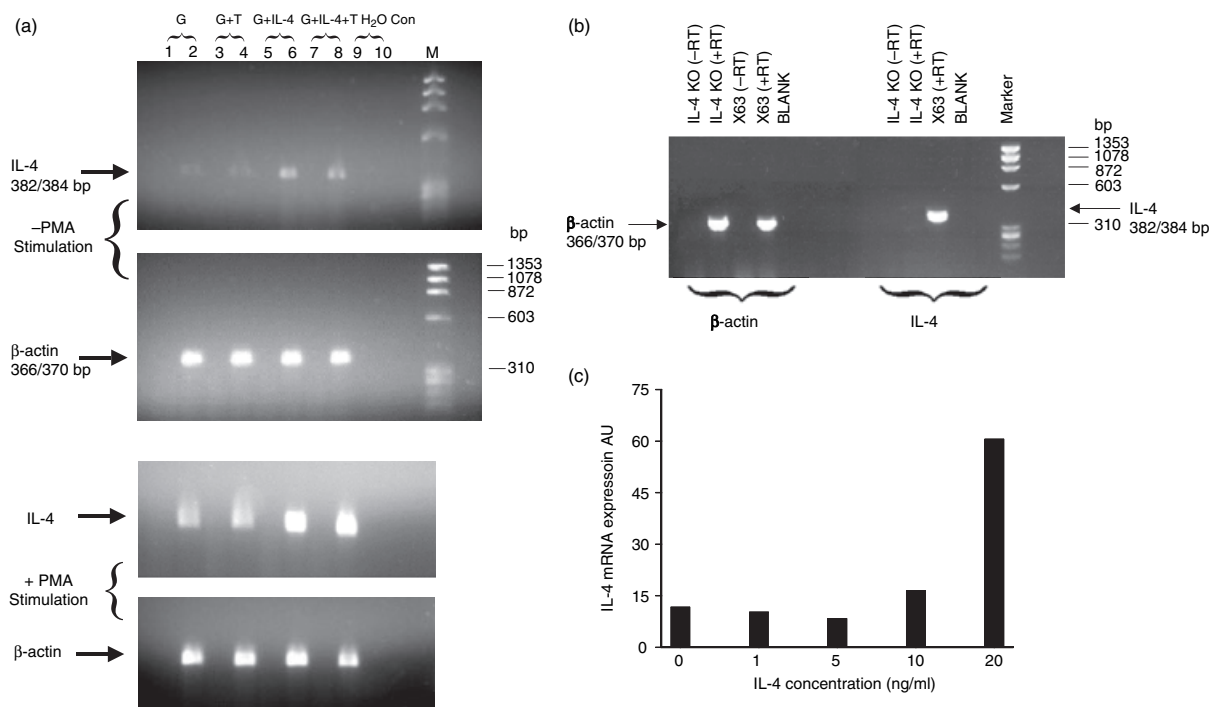 (a)
G G+T G+IL-4 G+IL-4+T H2O Con
1 2 3 4 5 6 7 8 9 10 M
IL-4
382/384 bp
–PMA
Stimulation
bp
1353
1078
872
603
310
β-actin
366/370 bp
IL-4
+ PMA
Stimulation
β-actin
(b)
IL-4 KO (–RT)
IL-4 KO (+RT)
X63 (–RT)
X63 (+RT)
BLANK
IL-4 KO (–RT)
IL-4 KO (+RT)
X63 (+RT)
BLANK
Marker
bp
1353
1078
872
603
310
β-actin
366/370 bp
IL-4
382/384 bp
β-actin
IL-4
(c)
IL-4 mRNA expressoin AU
75
60
45
30
15
0
0 1 5 10 20
IL-4 concentration (ng/ml)